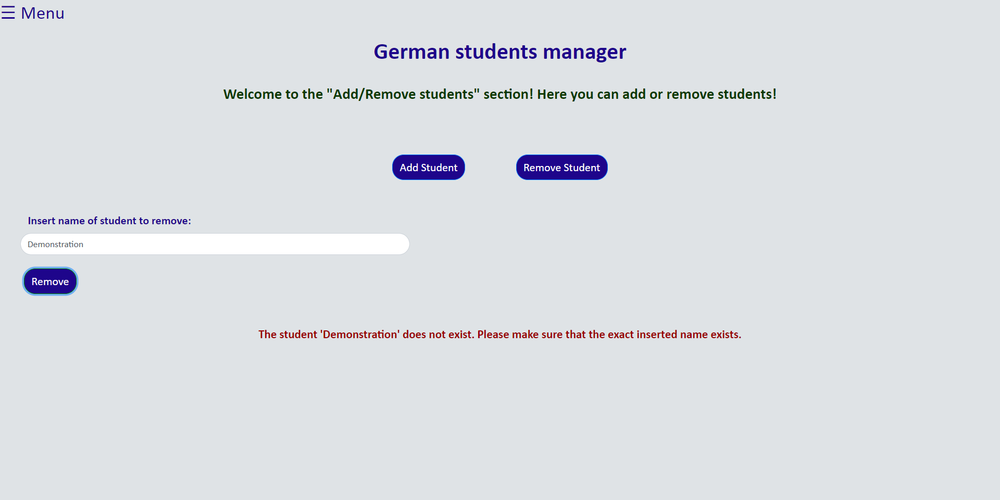 ☰ Menu
German students manager
Welcome to the "Add/Remove students" section! Here you can add or remove students!
Add Student
Remove Student
Insert name of student to remove:
Demonstration
Remove
The student 'Demonstration' does not exist. Please make sure that the exact inserted name exists.